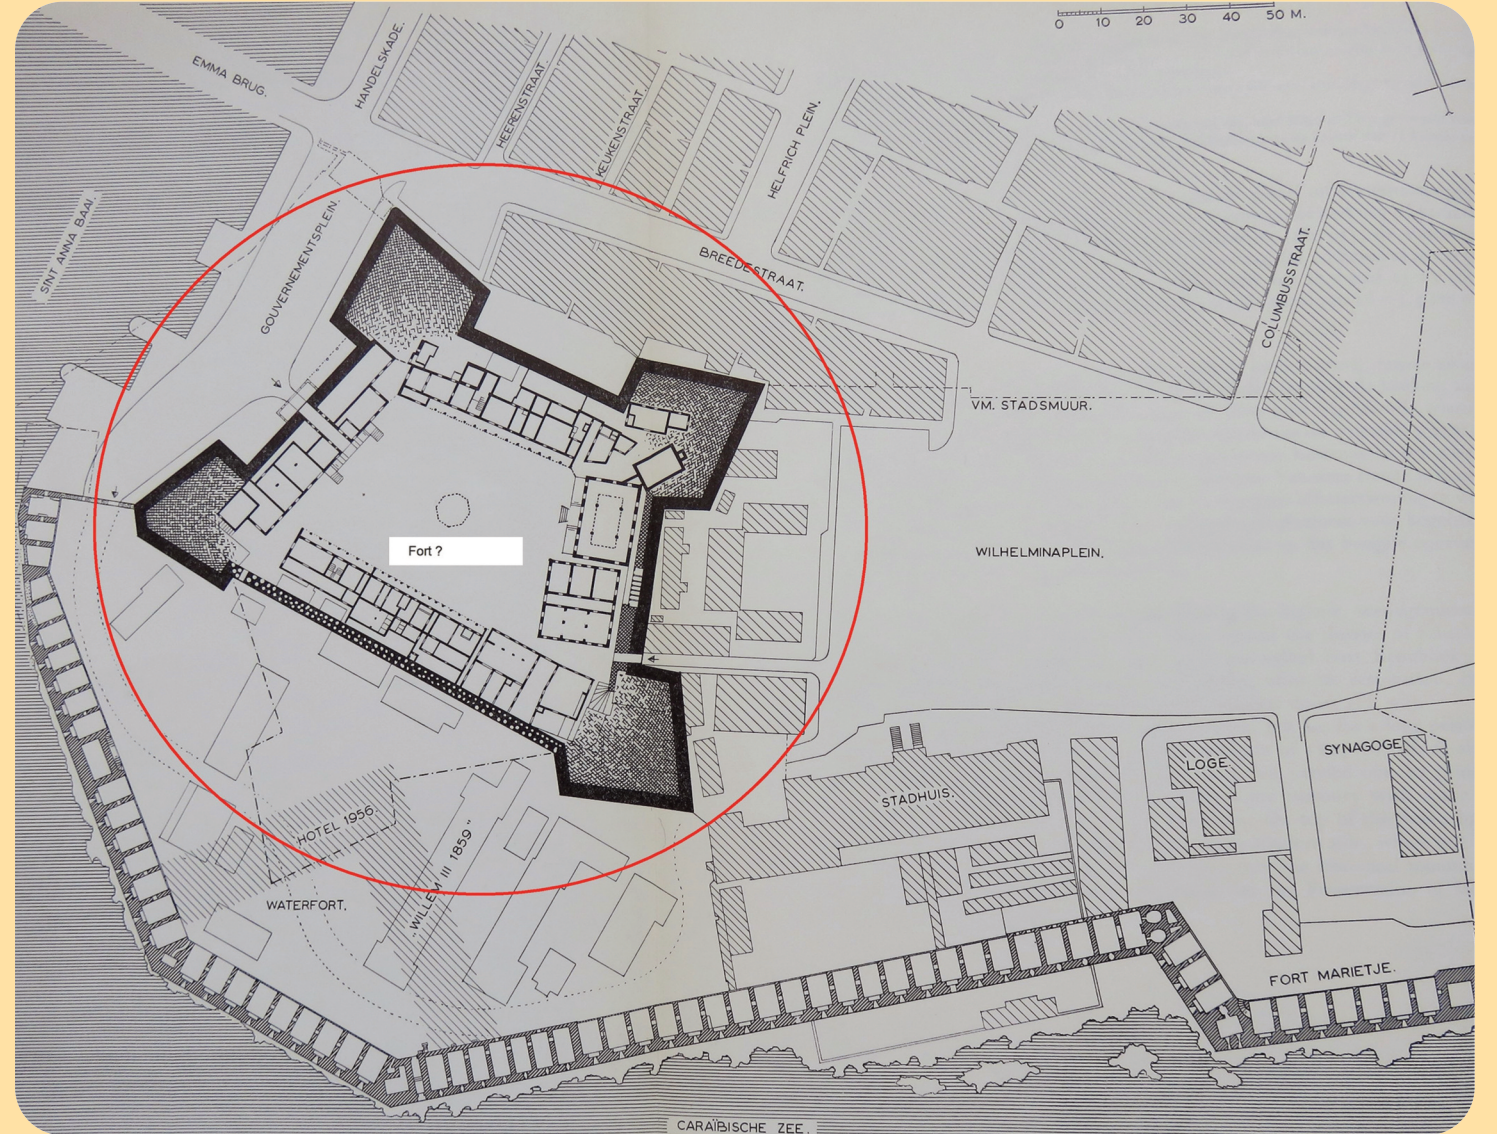 0 10 20 30 40 50 M.
EMMA BRUG.
HANDELSKADE.
HEERENSTRAAT.
KEUKENSTRAAT.
HELFRICH PLEIN.
SINT ANNA BAAI.
GOUVERNEMENTSPLEIN.
BREEDESTRAAT.
COLUMBUSSTRAAT.
VM. STADSMUUR.
Fort ?
WILHELMINAPLEIN.
SYNAGOGE
LOGE
STADHUIS.
HOTEL 1956.
„WILLEM III 1859”
WATERFORT.
FORT MARIETJE.
CARAÏBISCHE ZEE.